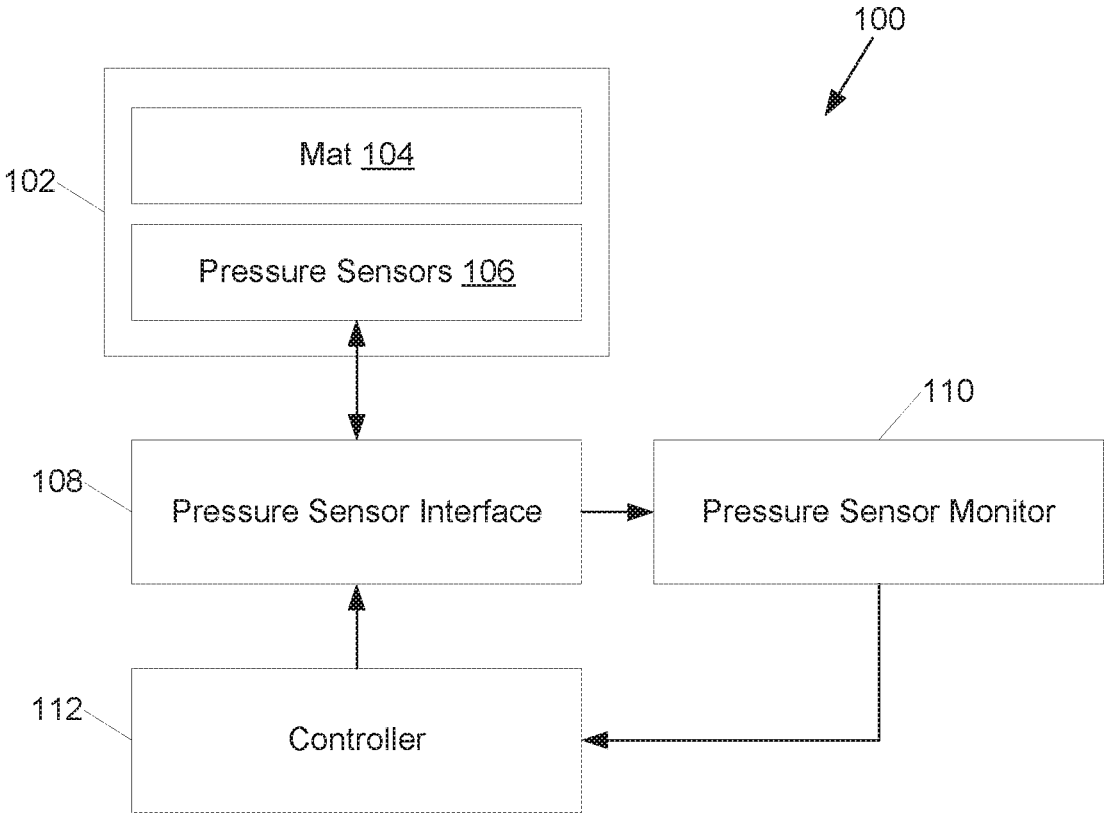 100
Mat 104
102
Pressure Sensors 106
110
108
Pressure Sensor Interface
Pressure Sensor Monitor
112
Controller